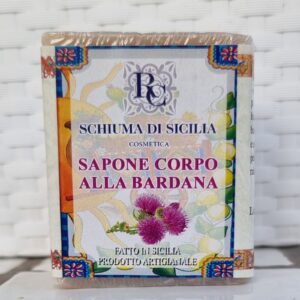 RC
SCHIUMA DI SICILIA
COSMETICA
SAPONE CORPO
ALLA BARDANA
FATTO IN SICILIA
PRODOTTO ARTIGIANALE